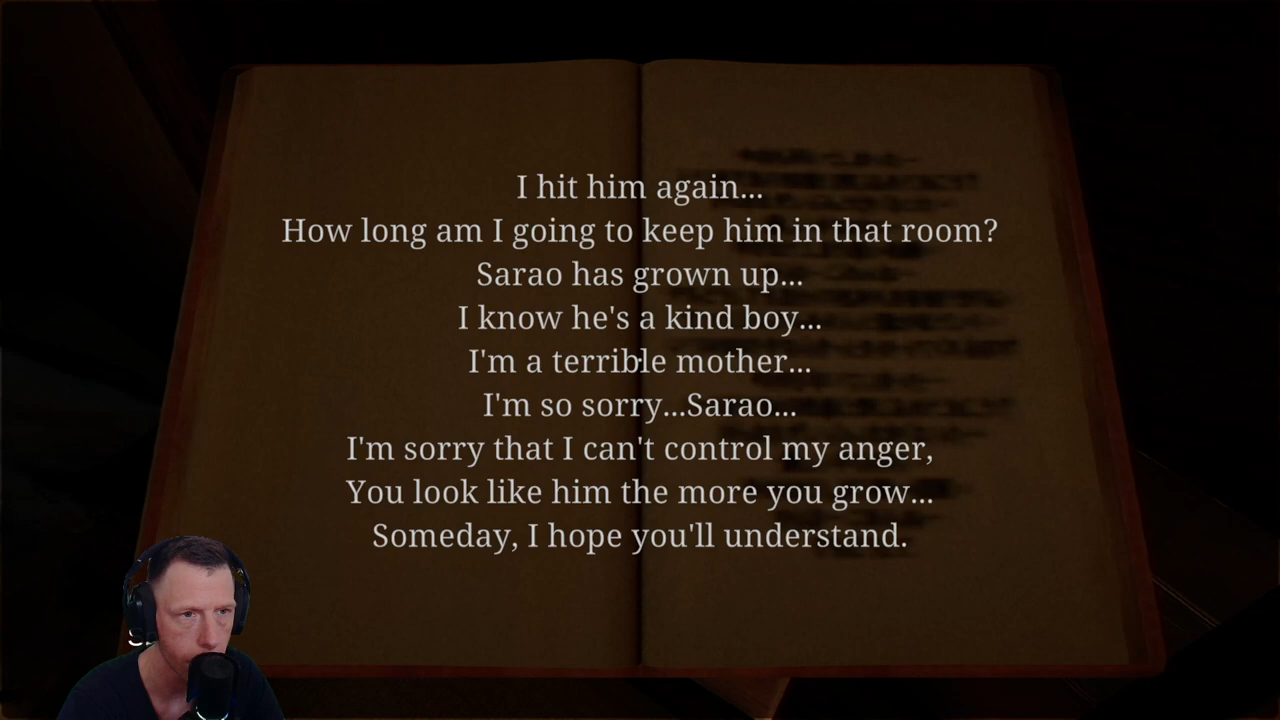 I hit him again...
How long am I going to keep him in that room?
Sarao has grown up...
I know he's a kind boy...
I'm a terrible mother...
I'm so sorry...Sarao...
I'm sorry that I can't control my anger,
You look like him the more you grow...
Someday, I hope you'll understand.